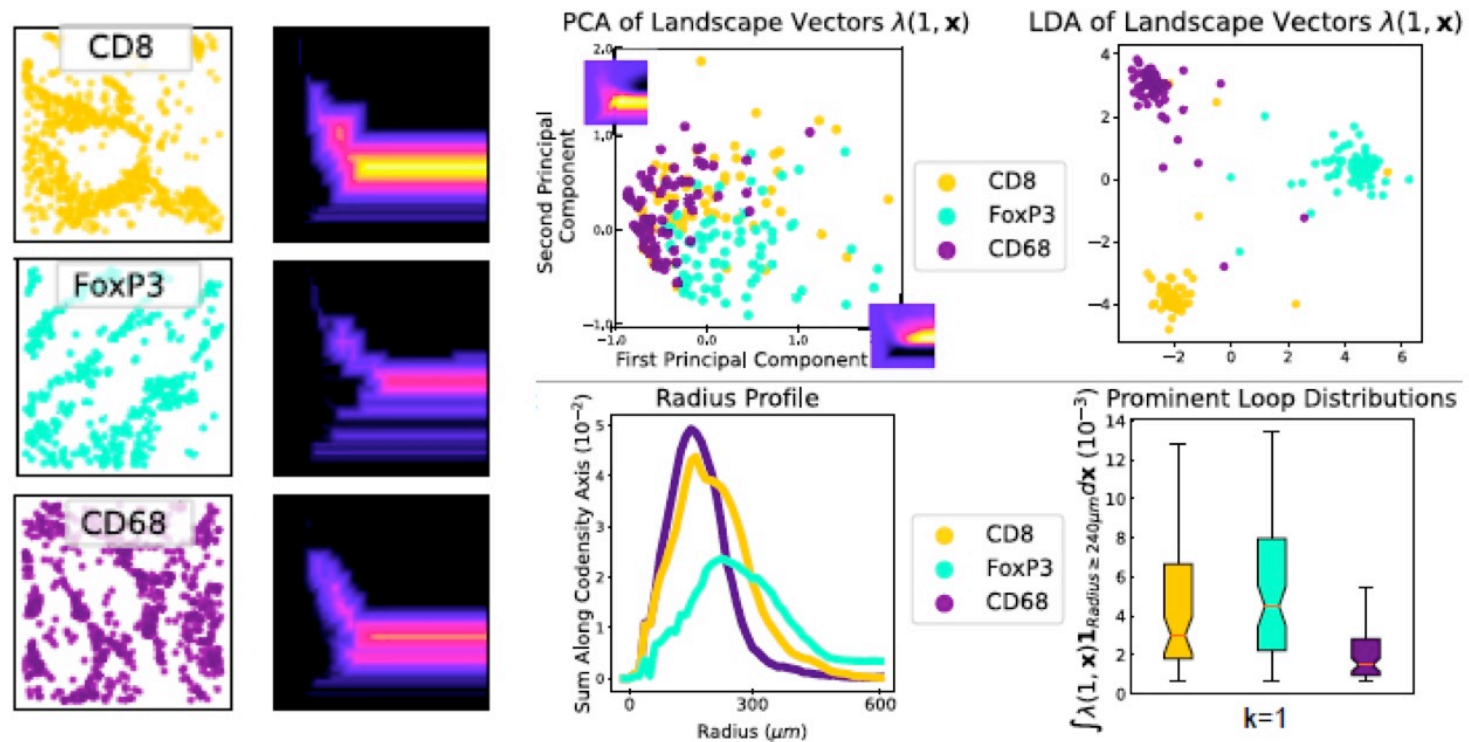 CD8
FoxP3
CD68
PCA of Landscape Vectors λ(1, x)
Second Principal
Component
2.0
1.0
0.0
−1.0
−1.0
0.0
1.0
First Principal Component
CD8
FoxP3
CD68
LDA of Landscape Vectors λ(1, x)
4
2
0
−2
−4
−2
0
2
4
6
Radius Profile
Sum Along Codensity Axis (10⁻²)
5
4
3
2
1
0
0
300
600
Radius (μm)
CD8
FoxP3
CD68
Prominent Loop Distributions
∫λ(1, x)1_{Radius ≥ 240μm}dx (10⁻³)
14
12
10
8
6
4
2
0
k=1